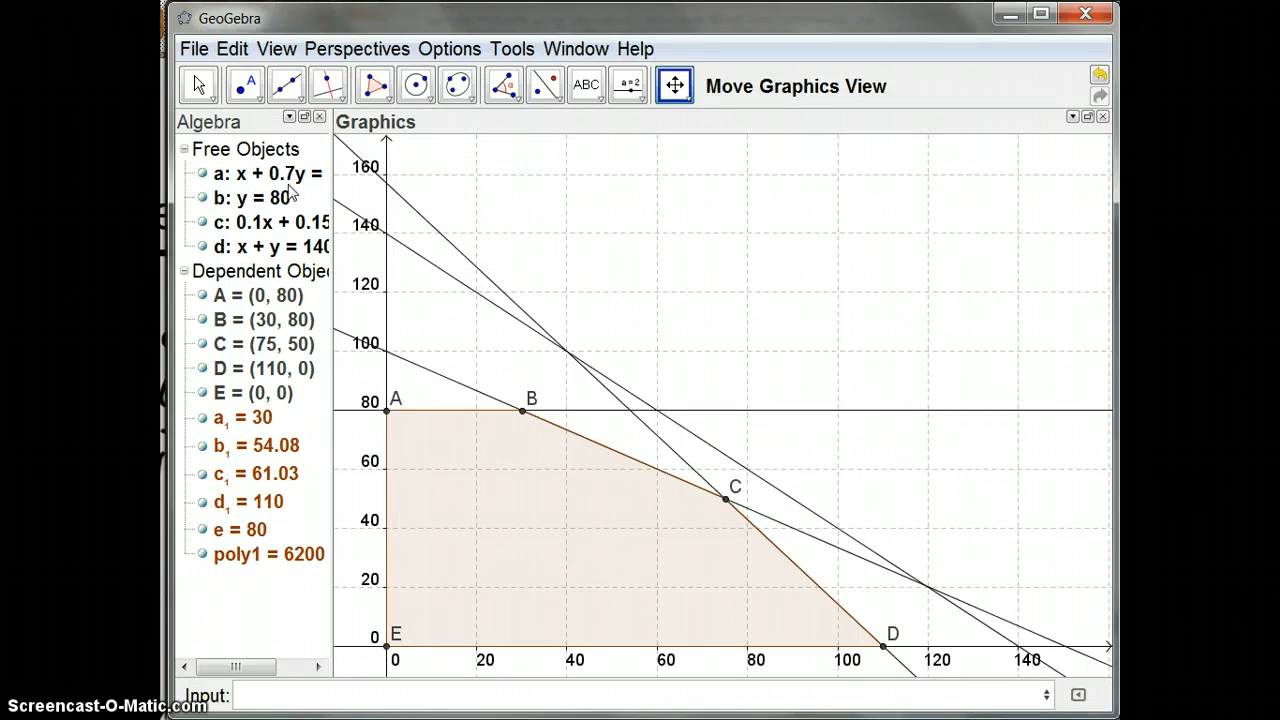 GeoGebra
File Edit View Perspectives Options Tools Window Help
A ABC a = 2 Move Graphics View
Algebra
Graphics
Free Objects
a: x + 0.7y =
b: y = 80
c: 0.1x + 0.15
d: x + y = 140
Dependent Objec
A = (0, 80)
B = (30, 80)
C = (75, 50)
D = (110, 0)
E = (0, 0)
a1 = 30
b1 = 54.08
c1 = 61.03
d1 = 110
e = 80
poly1 = 6200
160
140
120
100
80
60
40
20
0
A
B
C
D
E
0 20 40 60 80 100 120 140
Input:
Screencast-O-Matic.com